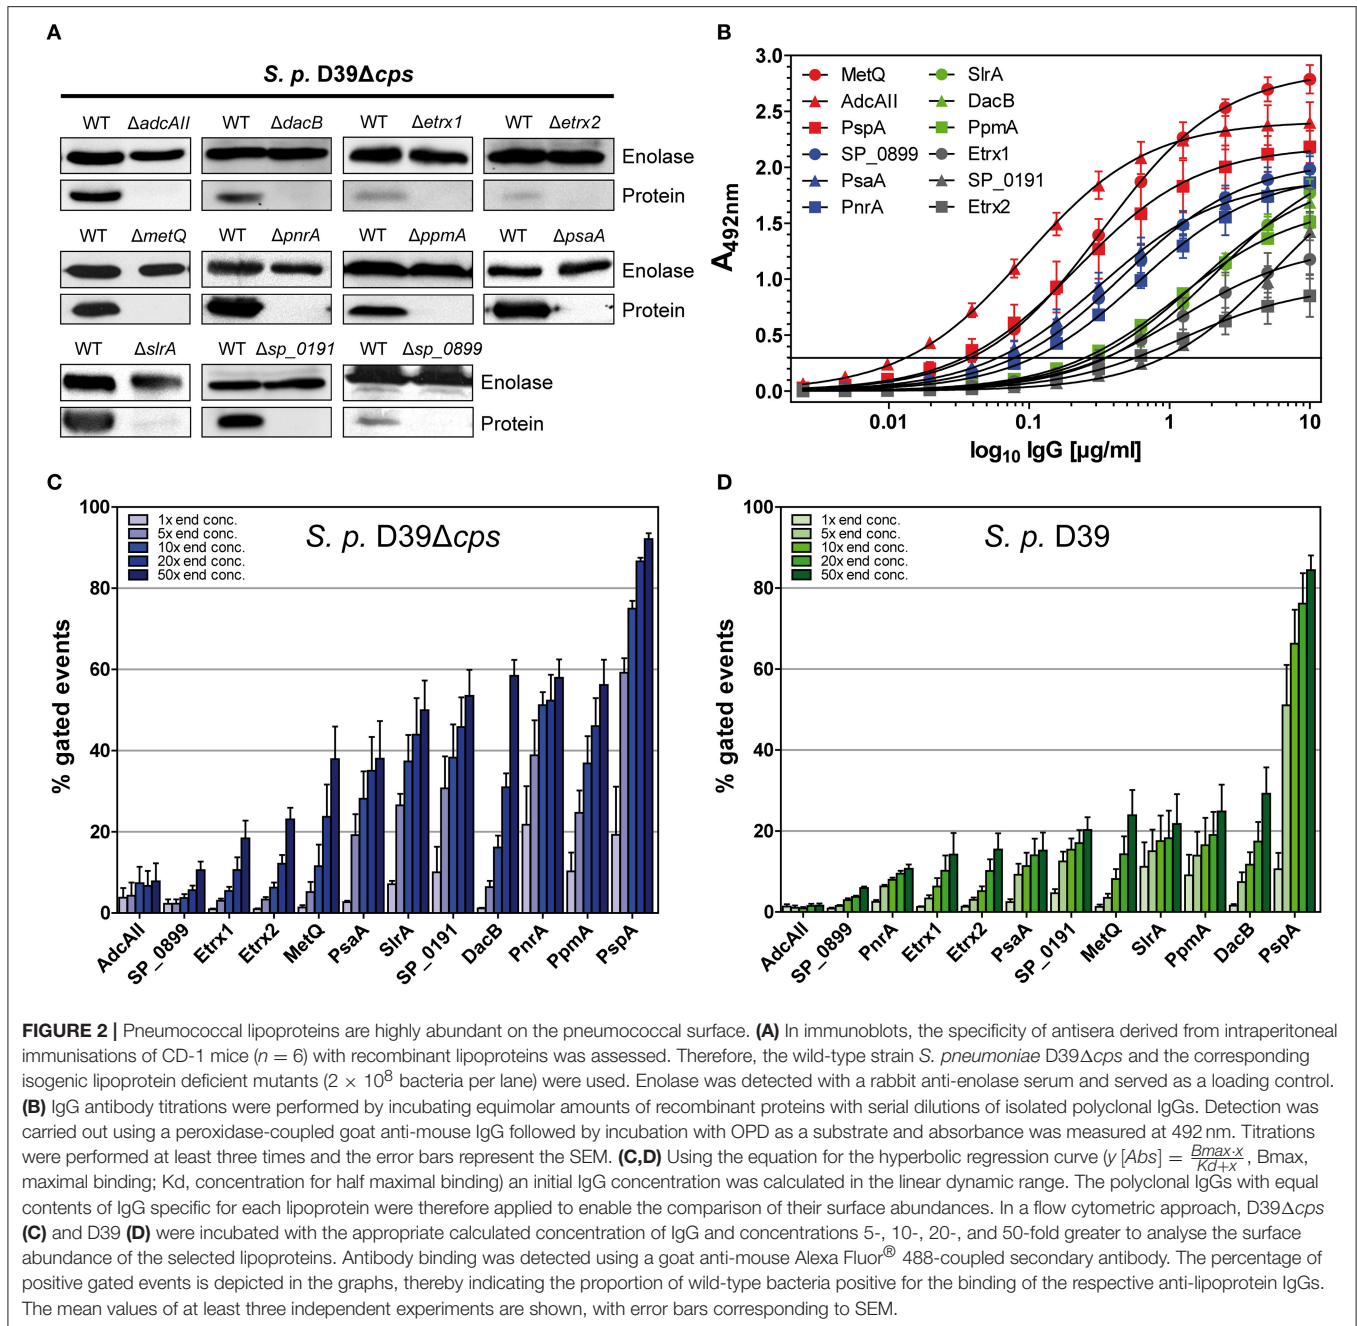 A
S. p. D39Δcps
WT ΔadcAII WT ΔdacB WT Δetrx1 WT Δetrx2
Enolase
Protein
WT ΔmetQ WT ΔpnrA WT ΔppmA WT ΔpsaA
Enolase
Protein
WT ΔslrA WT Δsp_0191 WT Δsp_0899
Enolase
Protein
B
3.0
2.5
2.0
1.5
1.0
0.5
0.0
A492nm
MetQ SlrA
AdcAII DacB
PspA PpmA
SP_0899 Etrx1
PsaA SP_0191
PnrA Etrx2
0.01 0.1 1 10
log10 IgG [µg/ml]
C
100
80
60
40
20
0
% gated events
1x end conc.
5x end conc.
10x end conc.
20x end conc.
50x end conc.
S. p. D39Δcps
AdcAII SP_0899 Etrx1 Etrx2 MetQ PsaA SlrA SP_0191 DacB PnrA PpmA PspA
D
100
80
60
40
20
0
% gated events
1x end conc.
5x end conc.
10x end conc.
20x end conc.
50x end conc.
S. p. D39
AdcAII SP_0899 PnrA Etrx1 Etrx2 PsaA SP_0191 MetQ SlrA PpmA DacB PspA
FIGURE 2 | Pneumococcal lipoproteins are highly abundant on the pneumococcal surface. (A) In immunoblots, the specificity of antisera derived from intraperitoneal
immunisations of CD-1 mice (n = 6) with recombinant lipoproteins was assessed. Therefore, the wild-type strain S. pneumoniae D39Δcps and the corresponding
isogenic lipoprotein deficient mutants (2 × 10⁸ bacteria per lane) were used. Enolase was detected with a rabbit anti-enolase serum and served as a loading control.
(B) IgG antibody titrations were performed by incubating equimolar amounts of recombinant proteins with serial dilutions of isolated polyclonal IgGs. Detection was
carried out using a peroxidase-coupled goat anti-mouse IgG followed by incubation with OPD as a substrate and absorbance was measured at 492 nm. Titrations
were performed at least three times and the error bars represent the SEM. (C,D) Using the equation for the hyperbolic regression curve (y [Abs] = Bmax·x / Kd+x, Bmax,
maximal binding; Kd, concentration for half maximal binding) an initial IgG concentration was calculated in the linear dynamic range. The polyclonal IgGs with equal
contents of IgG specific for each lipoprotein were therefore applied to enable the comparison of their surface abundances. In a flow cytometric approach, D39Δcps
(C) and D39 (D) were incubated with the appropriate calculated concentration of IgG and concentrations 5-, 10-, 20-, and 50-fold greater to analyse the surface
abundance of the selected lipoproteins. Antibody binding was detected using a goat anti-mouse Alexa Fluor® 488-coupled secondary antibody. The percentage of
positive gated events is depicted in the graphs, thereby indicating the proportion of wild-type bacteria positive for the binding of the respective anti-lipoprotein IgGs.
The mean values of at least three independent experiments are shown, with error bars corresponding to SEM.